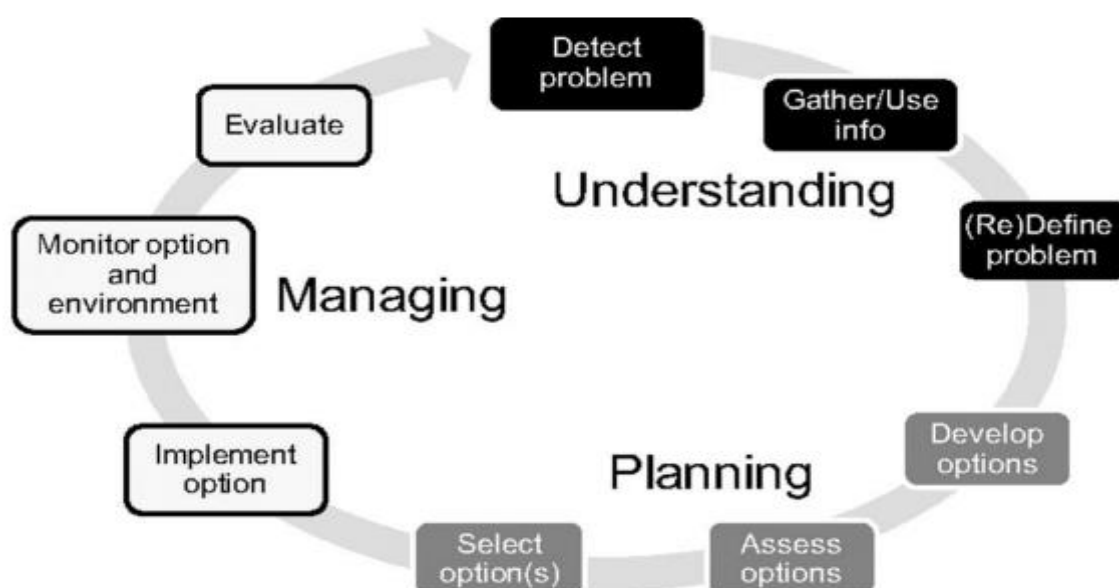 Detect
problem
Gather/Use
info
Understanding
(Re)Define
problem
Develop
options
Planning
Assess
options
Select
option(s)
Implement
option
Managing
Monitor option
and
environment
Evaluate